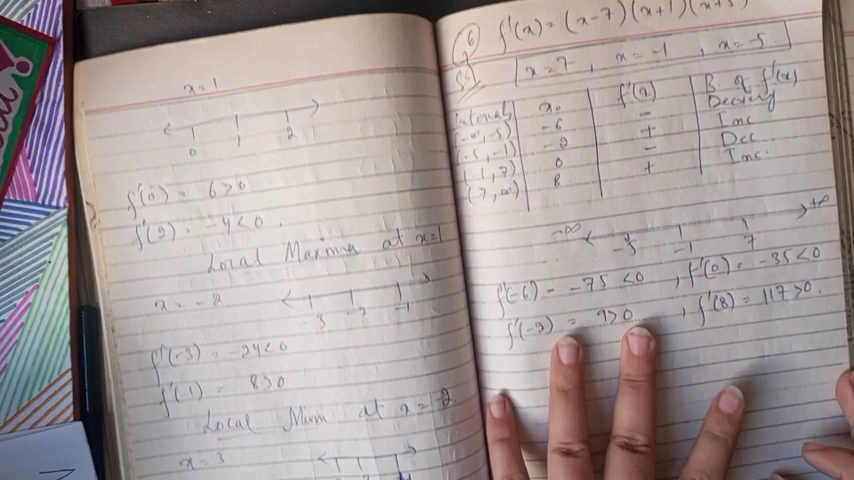 x=1
0 1 2
f'(0) = 6>0
f'(2) = -4<0.
Local Maxima at x=1
x = -2
-3 -2 -1
f'(-3) = -24<0
f'(-1) = 8>0
Local Mim at x=-2
x=3
6 f'(x) = (x-7)(x+1)(x+5)
x=7, x=-1, x=-5.
Intervals x₀ f'(x) B. of f'(x)
(-∞,-5) -6 - Decreasing
(-5,-1) -2 + Inc
(-1,7) 0 - Dec
(7,∞) 8 + Inc.
-∞ +∞
-5 -1 7
f'(-6) = -75 <0 , f'(0) = -35<0
f'(-2) = 9>0 , f'(8) = 117>0.